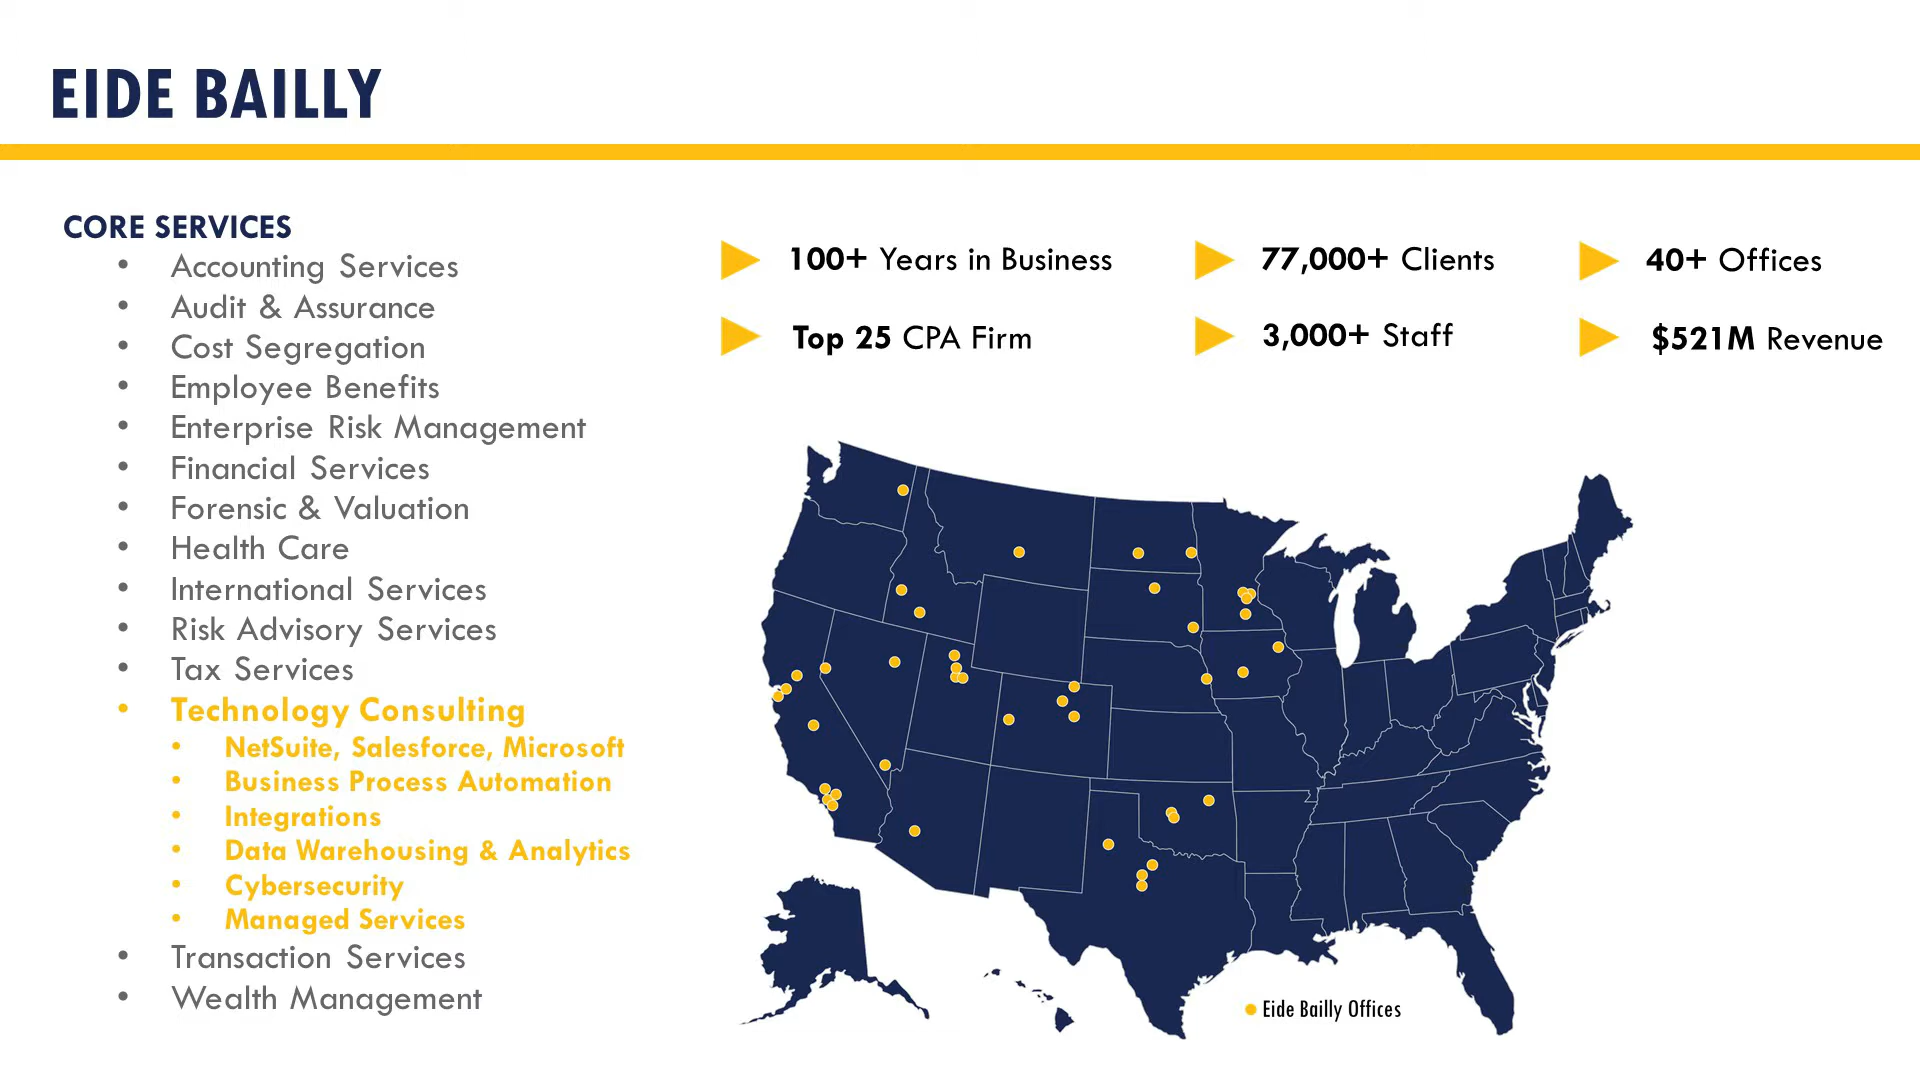 EIDE BAILLY
CORE SERVICES
• Accounting Services
• Audit & Assurance
• Cost Segregation
• Employee Benefits
• Enterprise Risk Management
• Financial Services
• Forensic & Valuation
• Health Care
• International Services
• Risk Advisory Services
• Tax Services
• Technology Consulting
• NetSuite, Salesforce, Microsoft
• Business Process Automation
• Integrations
• Data Warehousing & Analytics
• Cybersecurity
• Managed Services
• Transaction Services
• Wealth Management
100+ Years in Business
77,000+ Clients
40+ Offices
Top 25 CPA Firm
3,000+ Staff
$521M Revenue
Eide Bailly Offices